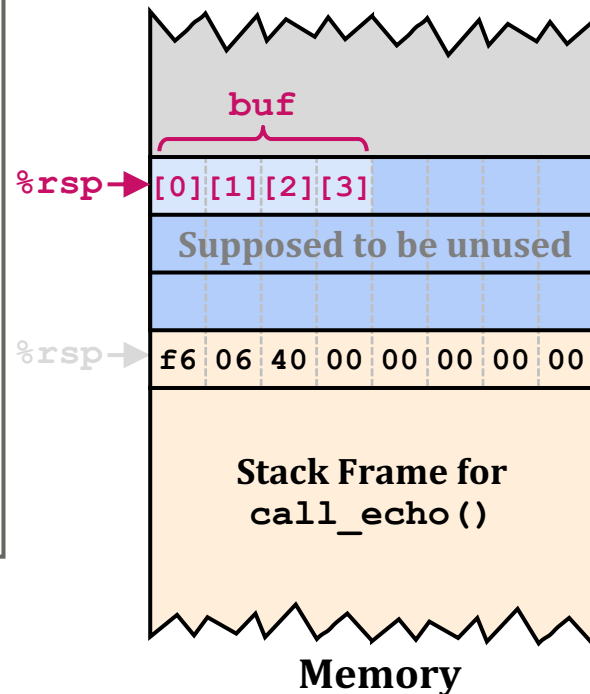 buf
%rsp [0][1][2][3]
Supposed to be unused
%rsp f6 06 40 00 00 00 00 00
Stack Frame for
call_echo()
Memory